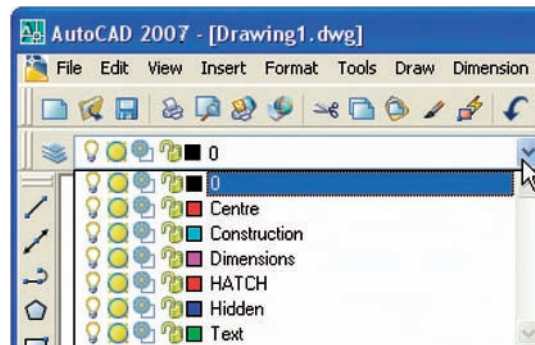 AutoCAD 2007 - [Drawing1.dwg]
File Edit View Insert Format Tools Draw Dimension
0
0
Centre
Construction
Dimensions
HATCH
Hidden
Text